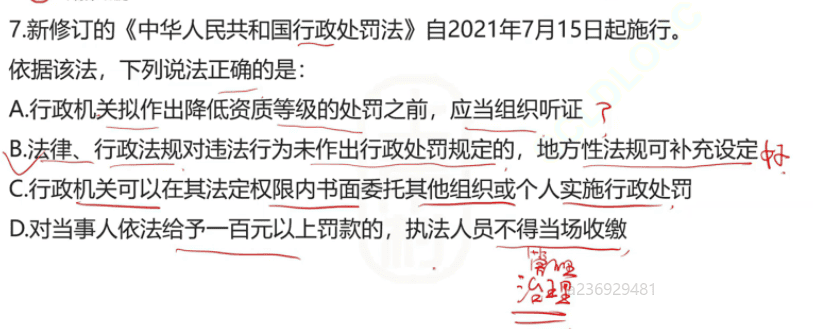 7.新修订的《中华人民共和国行政处罚法》自2021年7月15日起施行。
依据该法，下列说法正确的是：
A.行政机关拟作出降低资质等级的处罚之前，应当组织听证 ?
B.法律、行政法规对违法行为未作出行政处罚规定的，地方性法规可补充设定
C.行政机关可以在其法定权限内书面委托其他组织或个人实施行政处罚
D.对当事人依法给予一百元以上罚款的，执法人员不得当场收缴
管理
治理
236929481